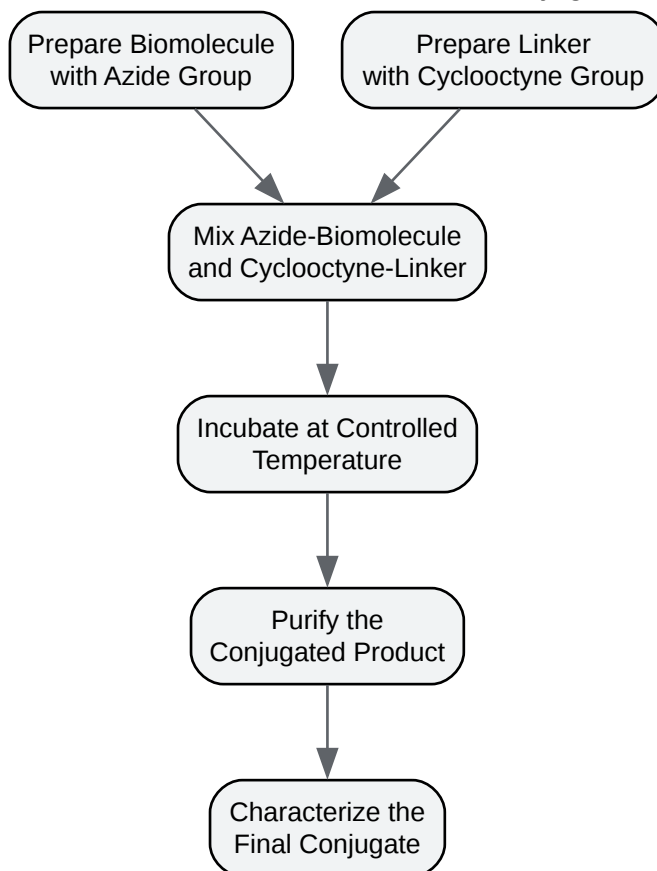 Prepare Biomolecule
with Azide Group
Prepare Linker
with Cyclooctyne Group
Mix Azide-Biomolecule
and Cyclooctyne-Linker
Incubate at Controlled
Temperature
Purify the
Conjugated Product
Characterize the
Final Conjugate